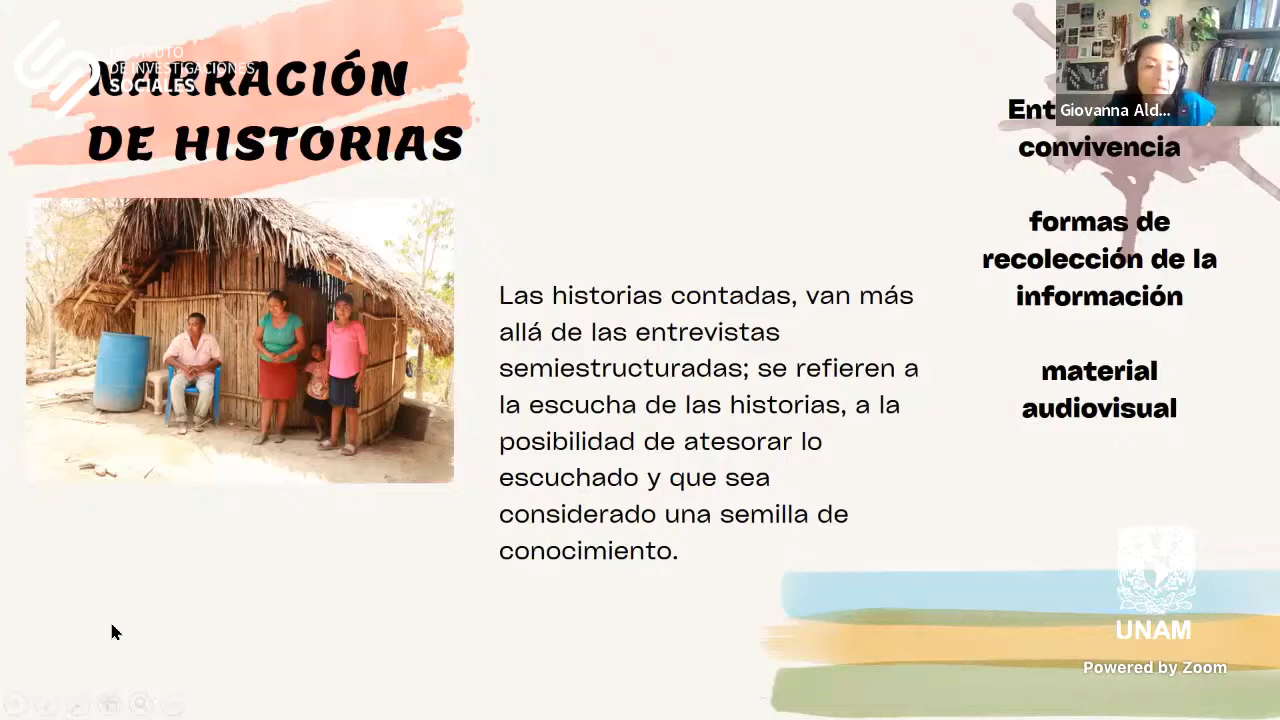 INSTITUTO
DE INVESTIGACIONES
SOCIALES
NARRACIÓN
DE HISTORIAS
Las historias contadas, van más
allá de las entrevistas
semiestructuradas; se refieren a
la escucha de las historias, a la
posibilidad de atesorar lo
escuchado y que sea
considerado una semilla de
conocimiento.
Giovanna Ald...
Ent
convivencia
formas de
recolección de la
información
material
audiovisual
UNAM
Powered by Zoom